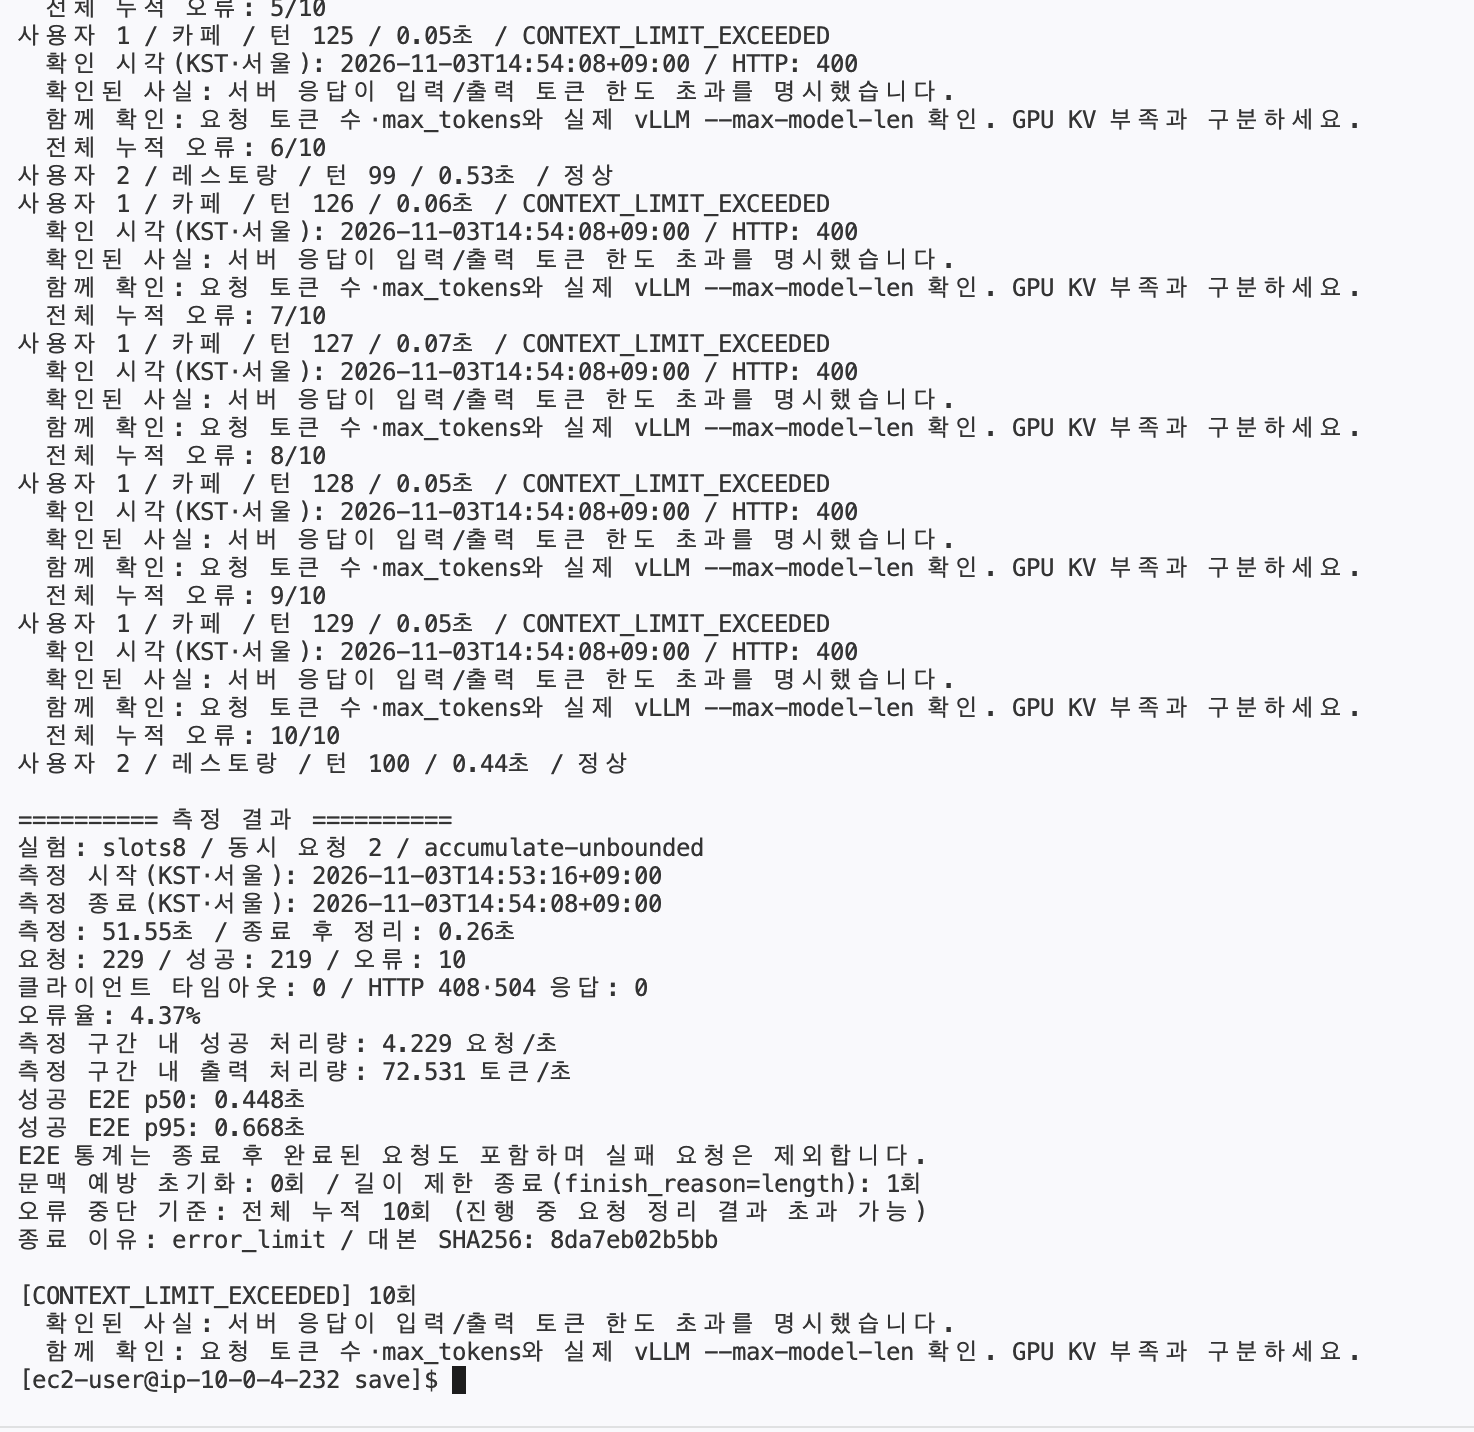 전체 누적 오류: 5/10
사용자 1 / 카페 / 턴 125 / 0.05초 / CONTEXT_LIMIT_EXCEEDED
확인 시각(KST·서울): 2026-11-03T14:54:08+09:00 / HTTP: 400
확인된 사실: 서버 응답이 입력/출력 토큰 한도 초과를 명시했습니다.
함께 확인: 요청 토큰 수·max_tokens와 실제 vLLM --max-model-len 확인. GPU KV 부족과 구분하세요.
전체 누적 오류: 6/10
사용자 2 / 레스토랑 / 턴 99 / 0.53초 / 정상
사용자 1 / 카페 / 턴 126 / 0.06초 / CONTEXT_LIMIT_EXCEEDED
확인 시각(KST·서울): 2026-11-03T14:54:08+09:00 / HTTP: 400
확인된 사실: 서버 응답이 입력/출력 토큰 한도 초과를 명시했습니다.
함께 확인: 요청 토큰 수·max_tokens와 실제 vLLM --max-model-len 확인. GPU KV 부족과 구분하세요.
전체 누적 오류: 7/10
사용자 1 / 카페 / 턴 127 / 0.07초 / CONTEXT_LIMIT_EXCEEDED
확인 시각(KST·서울): 2026-11-03T14:54:08+09:00 / HTTP: 400
확인된 사실: 서버 응답이 입력/출력 토큰 한도 초과를 명시했습니다.
함께 확인: 요청 토큰 수·max_tokens와 실제 vLLM --max-model-len 확인. GPU KV 부족과 구분하세요.
전체 누적 오류: 8/10
사용자 1 / 카페 / 턴 128 / 0.05초 / CONTEXT_LIMIT_EXCEEDED
확인 시각(KST·서울): 2026-11-03T14:54:08+09:00 / HTTP: 400
확인된 사실: 서버 응답이 입력/출력 토큰 한도 초과를 명시했습니다.
함께 확인: 요청 토큰 수·max_tokens와 실제 vLLM --max-model-len 확인. GPU KV 부족과 구분하세요.
전체 누적 오류: 9/10
사용자 1 / 카페 / 턴 129 / 0.05초 / CONTEXT_LIMIT_EXCEEDED
확인 시각(KST·서울): 2026-11-03T14:54:08+09:00 / HTTP: 400
확인된 사실: 서버 응답이 입력/출력 토큰 한도 초과를 명시했습니다.
함께 확인: 요청 토큰 수·max_tokens와 실제 vLLM --max-model-len 확인. GPU KV 부족과 구분하세요.
전체 누적 오류: 10/10
사용자 2 / 레스토랑 / 턴 100 / 0.44초 / 정상
========== 측정 결과 ==========
실험: slots8 / 동시 요청 2 / accumulate-unbounded
측정 시작(KST·서울): 2026-11-03T14:53:16+09:00
측정 종료(KST·서울): 2026-11-03T14:54:08+09:00
측정: 51.55초 / 종료 후 정리: 0.26초
요청: 229 / 성공: 219 / 오류: 10
클라이언트 타임아웃: 0 / HTTP 408·504 응답: 0
오류율: 4.37%
측정 구간 내 성공 처리량: 4.229 요청/초
측정 구간 내 출력 처리량: 72.531 토큰/초
성공 E2E p50: 0.448초
성공 E2E p95: 0.668초
E2E 통계는 종료 후 완료된 요청도 포함하며 실패 요청은 제외합니다.
문맥 예방 초기화: 0회 / 길이 제한 종료(finish_reason=length): 1회
오류 중단 기준: 전체 누적 10회 (진행 중 요청 정리 결과 초과 가능)
종료 이유: error_limit / 대본 SHA256: 8da7eb02b5bb
[CONTEXT_LIMIT_EXCEEDED] 10회
확인된 사실: 서버 응답이 입력/출력 토큰 한도 초과를 명시했습니다.
함께 확인: 요청 토큰 수·max_tokens와 실제 vLLM --max-model-len 확인. GPU KV 부족과 구분하세요.
[ec2-user@ip-10-0-4-232 save]$